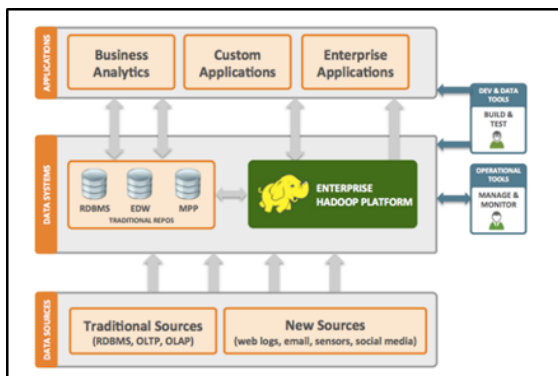 APPLICATIONS
Business
Analytics
Custom
Applications
Enterprise
Applications
DEV & DATA
TOOLS
BUILD &
TEST
DATA SYSTEMS
RDBMS
EDW
MPP
TRADITIONAL REPOS
ENTERPRISE
HADOOP PLATFORM
OPERATIONAL
TOOLS
MANAGE &
MONITOR
DATA SOURCES
Traditional Sources
(RDBMS, OLTP, OLAP)
New Sources
(web logs, email, sensors, social media)